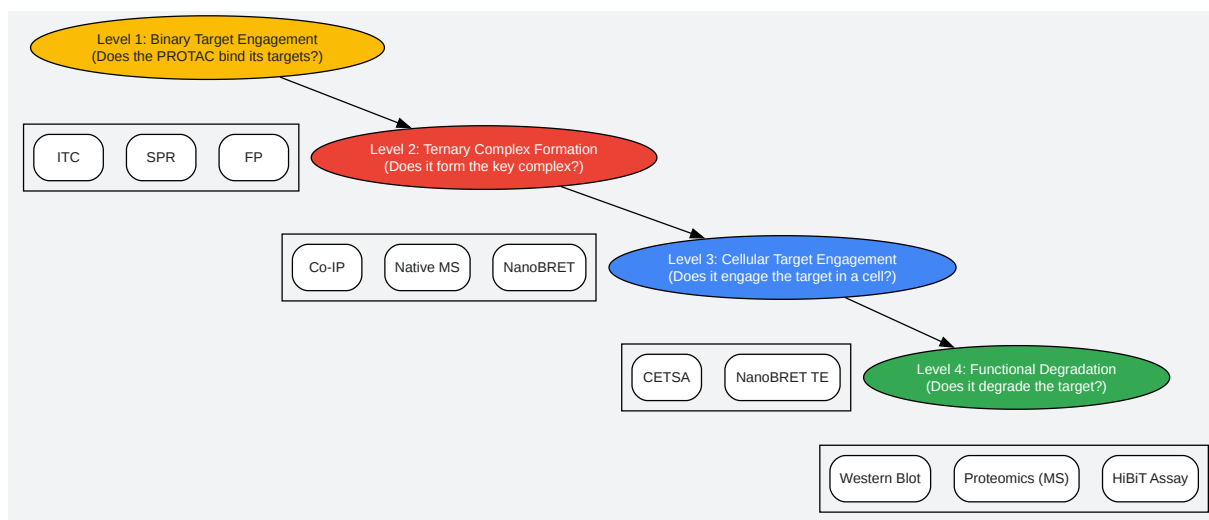 Level 1: Binary Target Engagement
(Does the PROTAC bind its targets?)
ITC
SPR
FP
Level 2: Ternary Complex Formation
(Does it form the key complex?)
Co-IP
Native MS
NanoBRET
Level 3: Cellular Target Engagement
(Does it engage the target in a cell?)
CETSA
NanoBRET TE
Level 4: Functional Degradation
(Does it degrade the target?)
Western Blot
Proteomics (MS)
HiBiT Assay